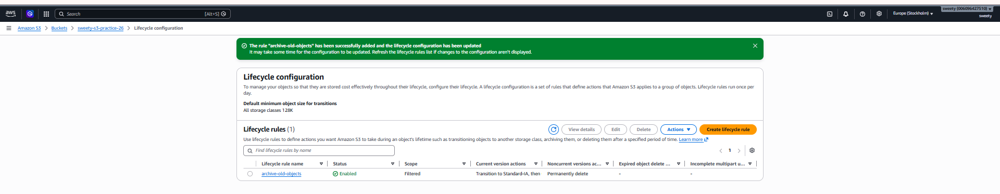 aws
Search
[Alt+S]
Europe (Stockholm)
sweety (006096427510)
sweety
Amazon S3 > Buckets > sweety-s3-practice-26 > Lifecycle configuration
The rule "archive-old-objects" has been successfully added and the lifecycle configuration has been updated
It may take some time for the configuration to be updated. Refresh the lifecycle rules list if changes to the configuration aren't displayed.
Lifecycle configuration
To manage your objects so that they are stored cost effectively throughout their lifecycle, configure their lifecycle. A lifecycle configuration is a set of rules that define actions that Amazon S3 applies to a group of objects. Lifecycle rules run once per
day.
Default minimum object size for transitions
All storage classes 128K
Lifecycle rules (1)
View details
Edit
Delete
Actions
Create lifecycle rule
Use lifecycle rules to define actions you want Amazon S3 to take during an object's lifetime such as transitioning objects to another storage class, archiving them, or deleting them after a specified period of time. Learn more
Find lifecycle rules by name
1
Lifecycle rule name Status Scope Current version actions Noncurrent versions ac... Expired object delete ... Incomplete multipart u...
archive-old-objects Enabled Filtered Transition to Standard-IA, then Permanently delete - -